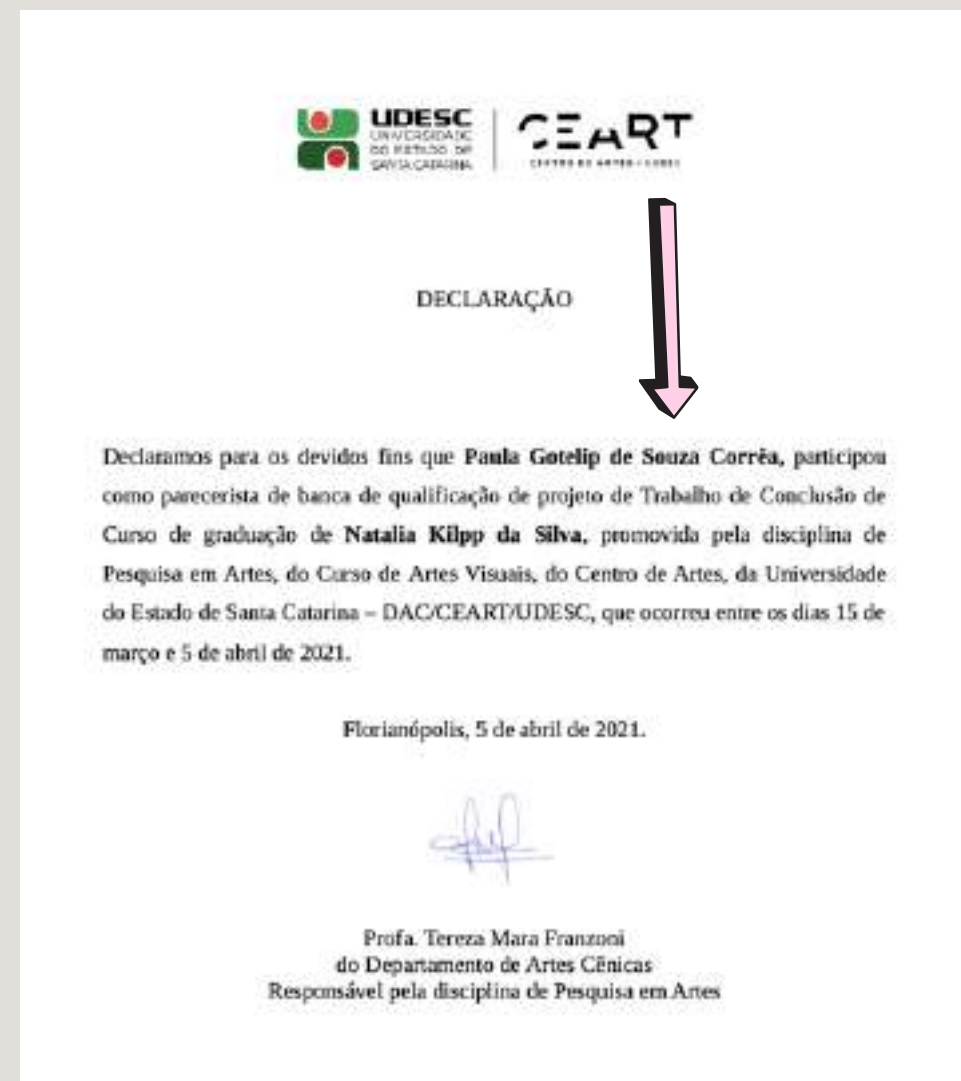 UDESC
UNIVERSIDADE
DO ESTADO DE
SANTA CATARINA
CEART
CENTRO DE ARTES • UDESC
DECLARAÇÃO
Declaramos para os devidos fins que Paula Gotelip de Souza Corrêa, participou
como parecerista de banca de qualificação de projeto de Trabalho de Conclusão de
Curso de graduação de Natalia Kilpp da Silva, promovida pela disciplina de
Pesquisa em Artes, do Curso de Artes Visuais, do Centro de Artes, da Universidade
do Estado de Santa Catarina – DAC/CEART/UDESC, que ocorreu entre os dias 15 de
março e 5 de abril de 2021.
Florianópolis, 5 de abril de 2021.
Profa. Tereza Mara Franzoni
do Departamento de Artes Cênicas
Responsável pela disciplina de Pesquisa em Artes